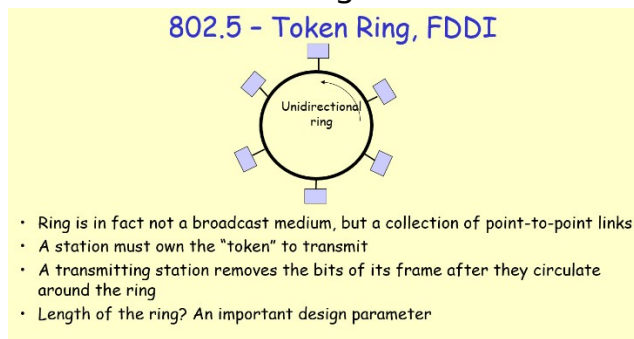 802.5 – Token Ring, FDDI
Unidirectional
ring
• Ring is in fact not a broadcast medium, but a collection of point-to-point links
• A station must own the “token” to transmit
• A transmitting station removes the bits of its frame after they circulate
around the ring
• Length of the ring? An important design parameter